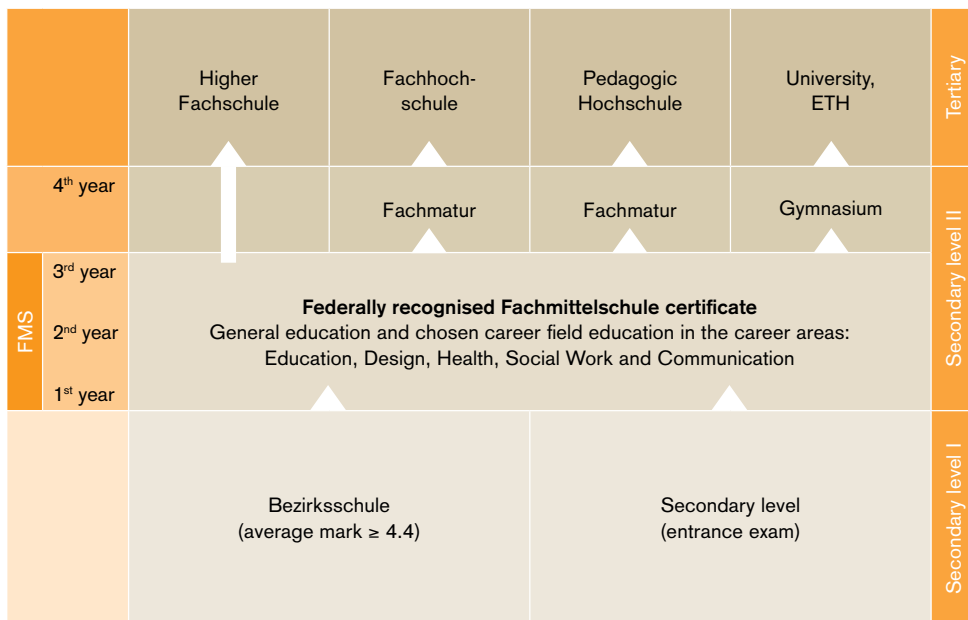 Higher
Fachschule
Fachhoch-
schule
Pedagogic
Hochschule
University,
ETH
Tertiary
4th year
Fachmatur
Fachmatur
Gymnasium
Secondary level II
FMS
3rd year
2nd year
1st year
Federally recognised Fachmittelschule certificate
General education and chosen career field education in the career areas:
Education, Design, Health, Social Work and Communication
Bezirksschule
(average mark ≥ 4.4)
Secondary level
(entrance exam)
Secondary level I